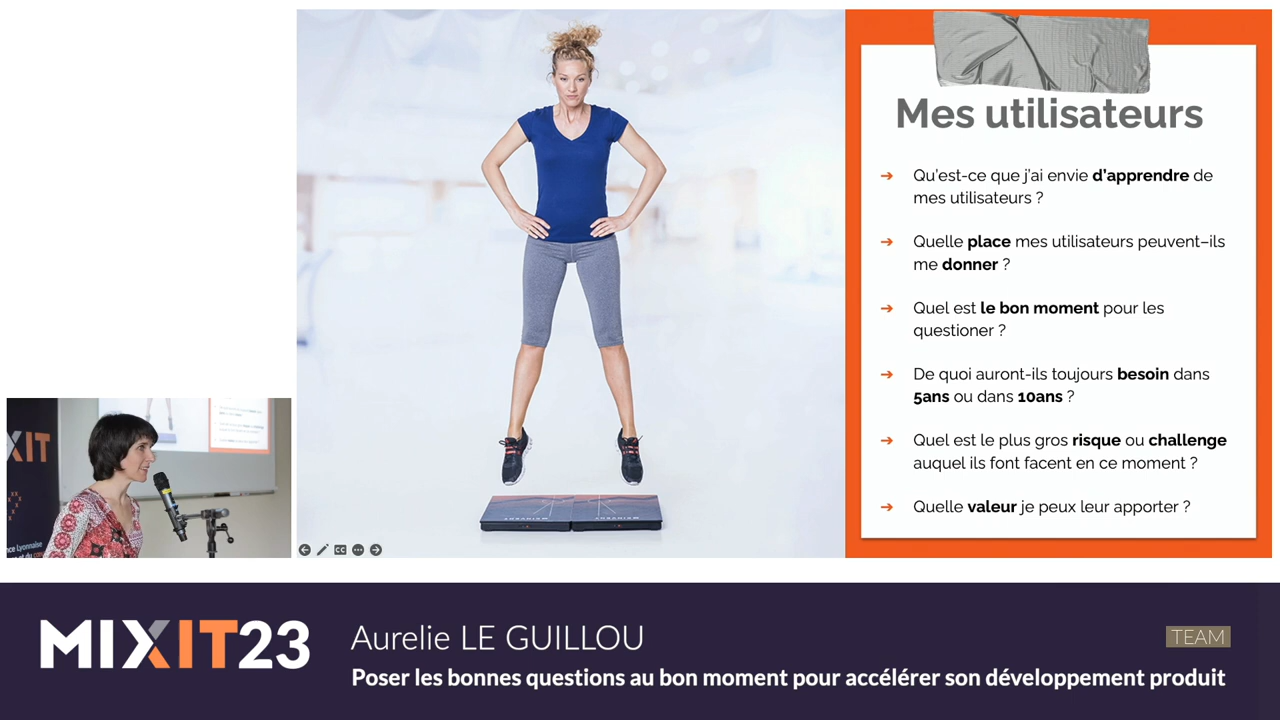 Mes utilisateurs
➔ Qu'est-ce que j'ai envie d'apprendre de
mes utilisateurs ?
➔ Quelle place mes utilisateurs peuvent-ils
me donner ?
➔ Quel est le bon moment pour les
questioner ?
➔ De quoi auront-ils toujours besoin dans
5ans ou dans 10ans ?
➔ Quel est le plus gros risque ou challenge
auquel ils font facent en ce moment ?
➔ Quelle valeur je peux leur apporter ?
XIT
nce Lyonnaise
MIXIT23
Aurelie LE GUILLOU
TEAM
Poser les bonnes questions au bon moment pour accélérer son développement produit